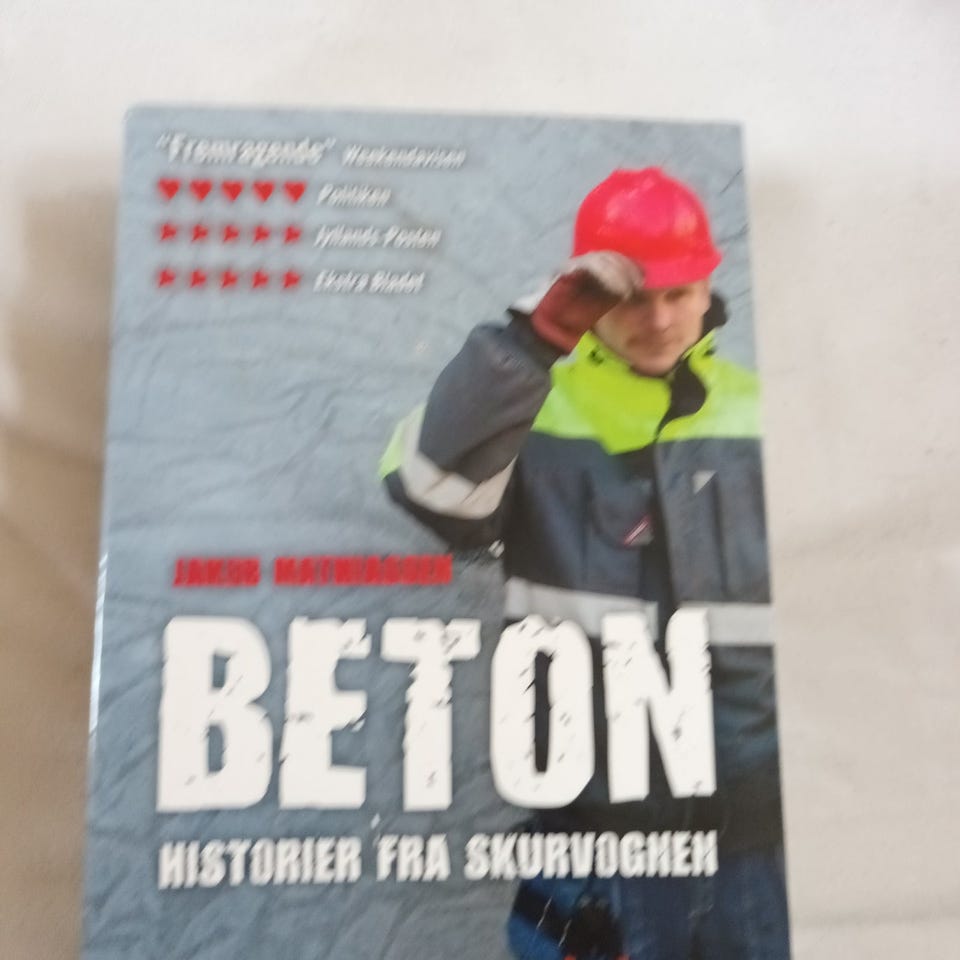 "Fremragende" Weekendavisen
♥♥♥♥♥ Politiken
★★★★★ Jyllands-Posten
★★★★★ Ekstra Bladet
JAKOB MATHIASSEN
BETON
HISTORIER FRA SKURVOGNEN